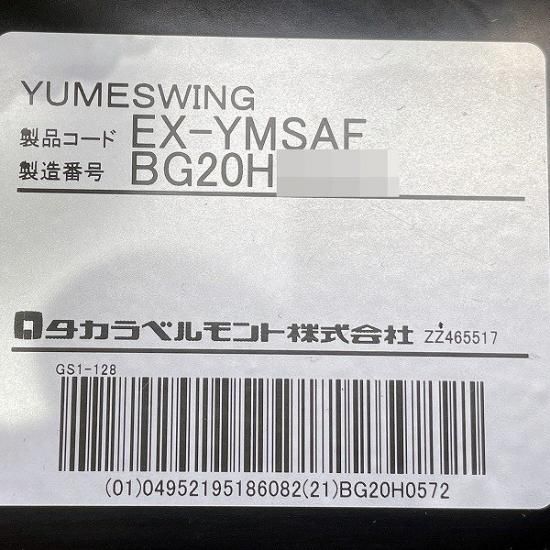 YUMESWING
製品コード EX-YMSAF
製造番号 BG20H
タカラベルモント株式会社 ZZ465517
GS1-128
(01)04952195186082(21)BG20H0572